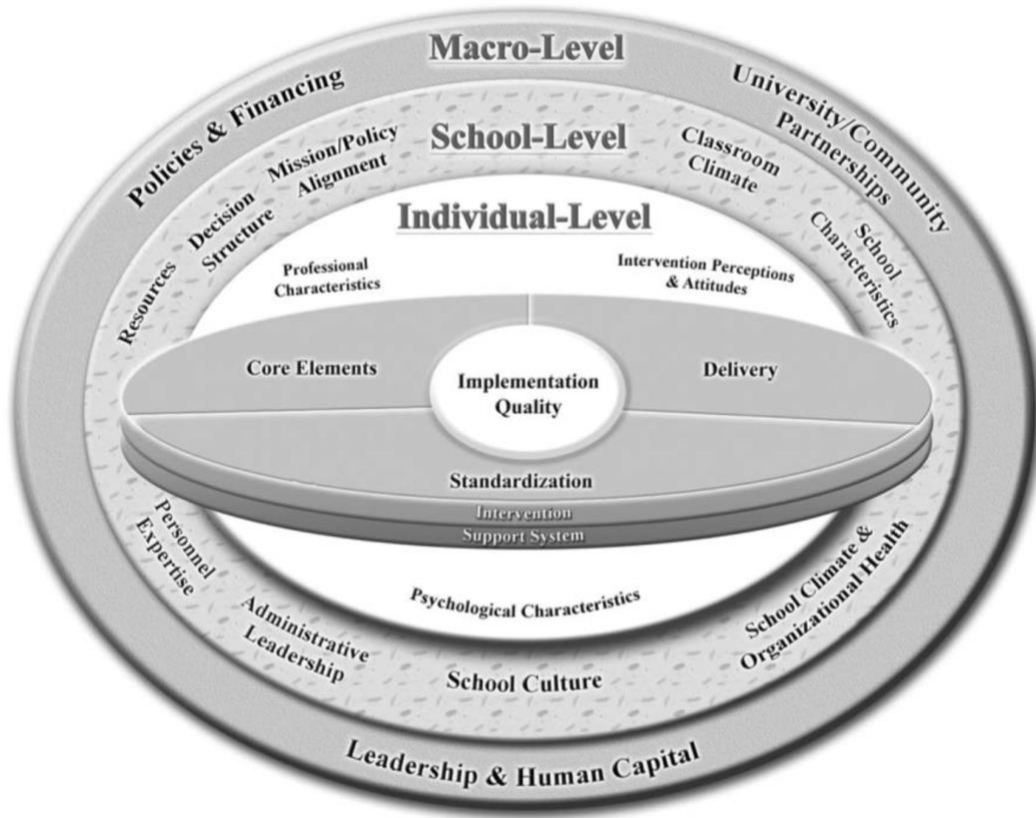 Macro-Level
Policies & Financing
University/Community
Partnerships
School-Level
Mission/Policy
Alignment
Classroom
Climate
Decision
Structure
School
Characteristics
Resources
Individual-Level
Professional
Characteristics
Intervention Perceptions
& Attitudes
Core Elements
Implementation
Quality
Delivery
Standardization
Intervention
Support System
Personnel
Expertise
Psychological Characteristics
School Climate &
Organizational Health
Administrative
Leadership
School Culture
Leadership & Human Capital